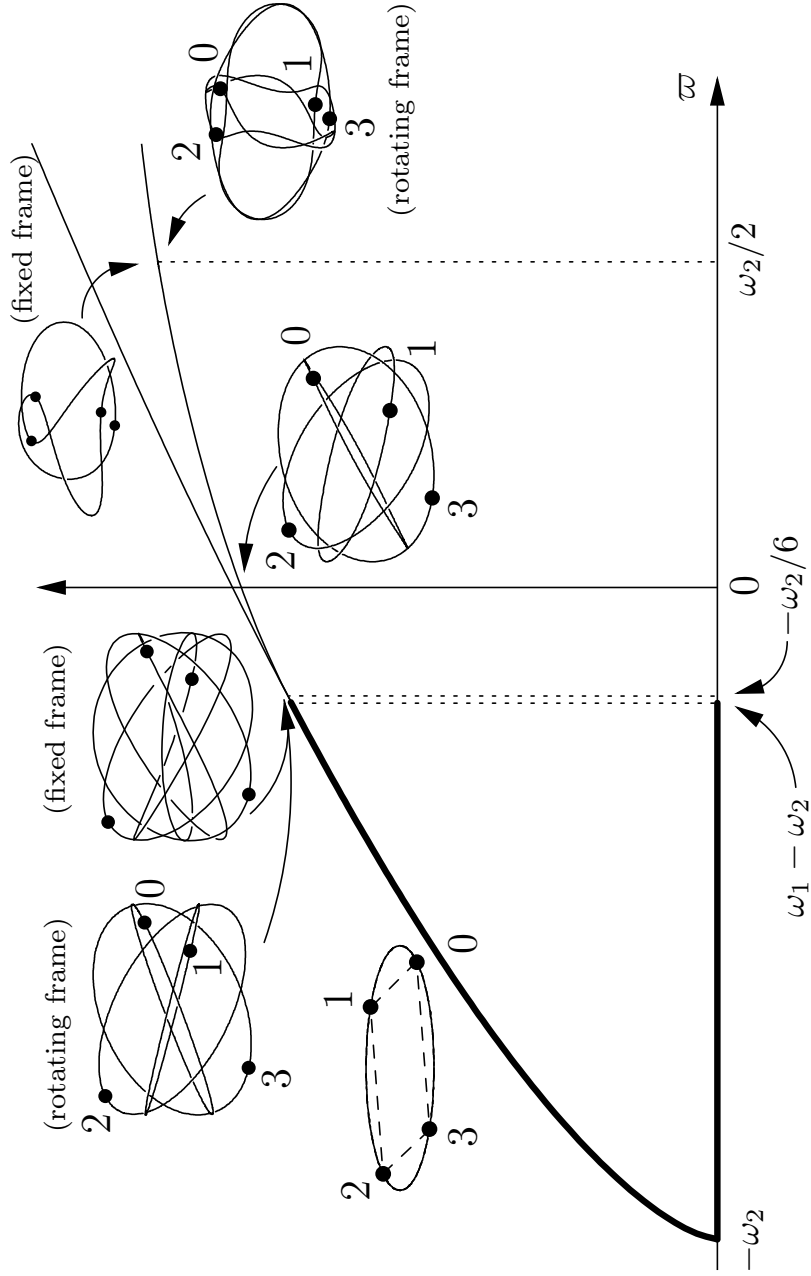 (rotating frame)
2
0
1
3
(fixed frame)
(fixed frame)
2
0
1
3
(rotating frame)
2
0
1
3
1
0
2
3
ϖ
−ω₂
ω₁ − ω₂
−ω₂/6
0
ω₂/2